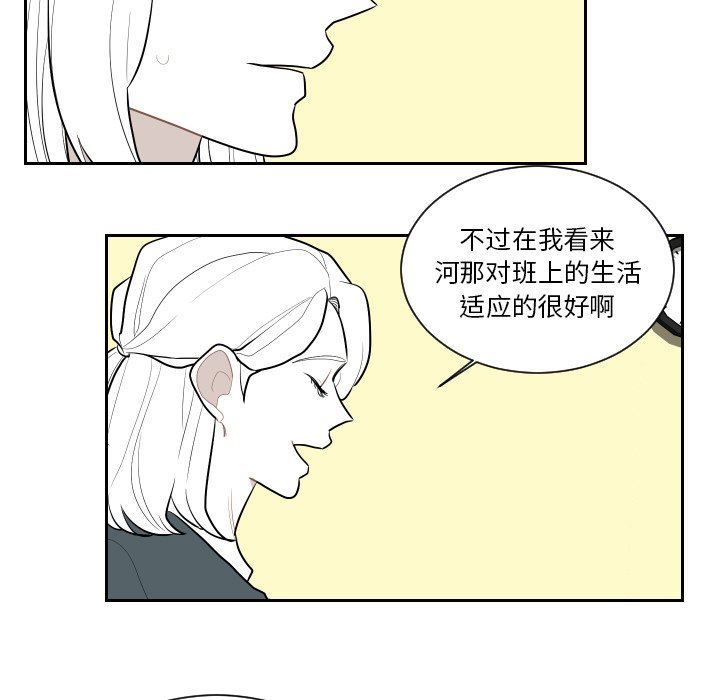 不过在我看来
河那对班上的生活
适应的很好啊